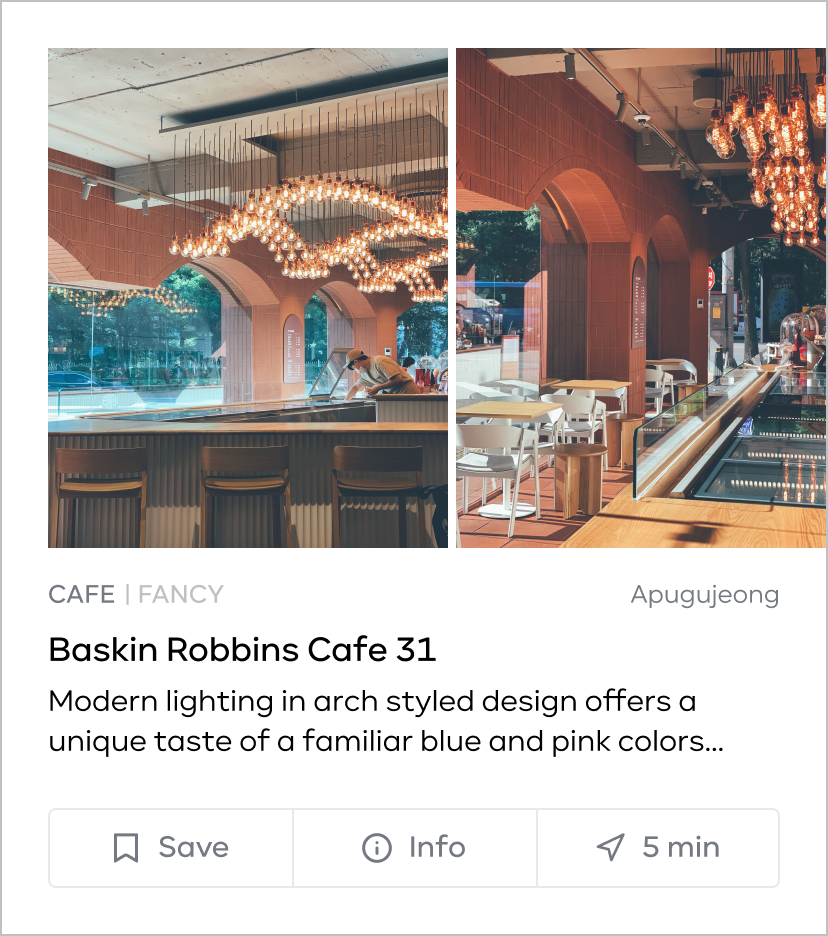 CAFE | FANCY
Apugujeong
Baskin Robbins Cafe 31
Modern lighting in arch styled design offers a
unique taste of a familiar blue and pink colors...
Save
Info
5 min